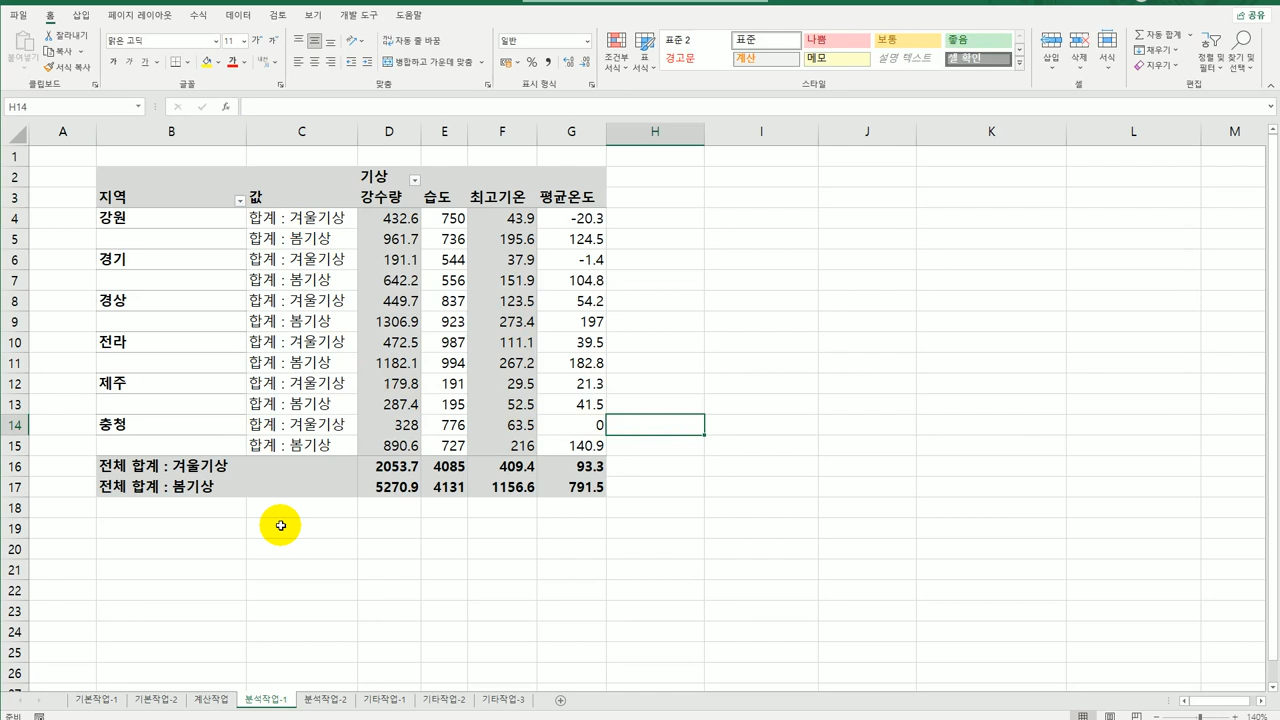 파일 홈 삽입 페이지 레이아웃 수식 데이터 검토 보기 개발 도구 도움말 공유
붙여넣기 잘라내기 맑은 고딕 11 자동 줄 바꿈 일반 조건부 서식 표 서식 표준 2 표준 나쁨 보통 좋음 삽입 삭제 서식 자동 합계 정렬 및 필터 찾기 및 선택
복사 가 가 가 병합하고 가운데 맞춤 경고문 계산 메모 설명 텍스트 셀 확인 채우기
서식 복사 지우기
클립보드 글꼴 맞춤 표시 형식 스타일 셀 편집
H14 fx
A B C D E F G H I J K L M
1
2 기상
3 지역 값 강수량 습도 최고기온 평균온도
4 강원 합계 : 겨울기상 432.6 750 43.9 -20.3
5 합계 : 봄기상 961.7 736 195.6 124.5
6 경기 합계 : 겨울기상 191.1 544 37.9 -1.4
7 합계 : 봄기상 642.2 556 151.9 104.8
8 경상 합계 : 겨울기상 449.7 837 123.5 54.2
9 합계 : 봄기상 1306.9 923 273.4 197
10 전라 합계 : 겨울기상 472.5 987 111.1 39.5
11 합계 : 봄기상 1182.1 994 267.2 182.8
12 제주 합계 : 겨울기상 179.8 191 29.5 21.3
13 합계 : 봄기상 287.4 195 52.5 41.5
14 충청 합계 : 겨울기상 328 776 63.5 0
15 합계 : 봄기상 890.6 727 216 140.9
16 전체 합계 : 겨울기상 2053.7 4085 409.4 93.3
17 전체 합계 : 봄기상 5270.9 4131 1156.6 791.5
18
19
20
21
22
23
24
25
26
기본작업-1 기본작업-2 계산작업 분석작업-1 분석작업-2 기타작업-1 기타작업-2 기타작업-3
준비 140%